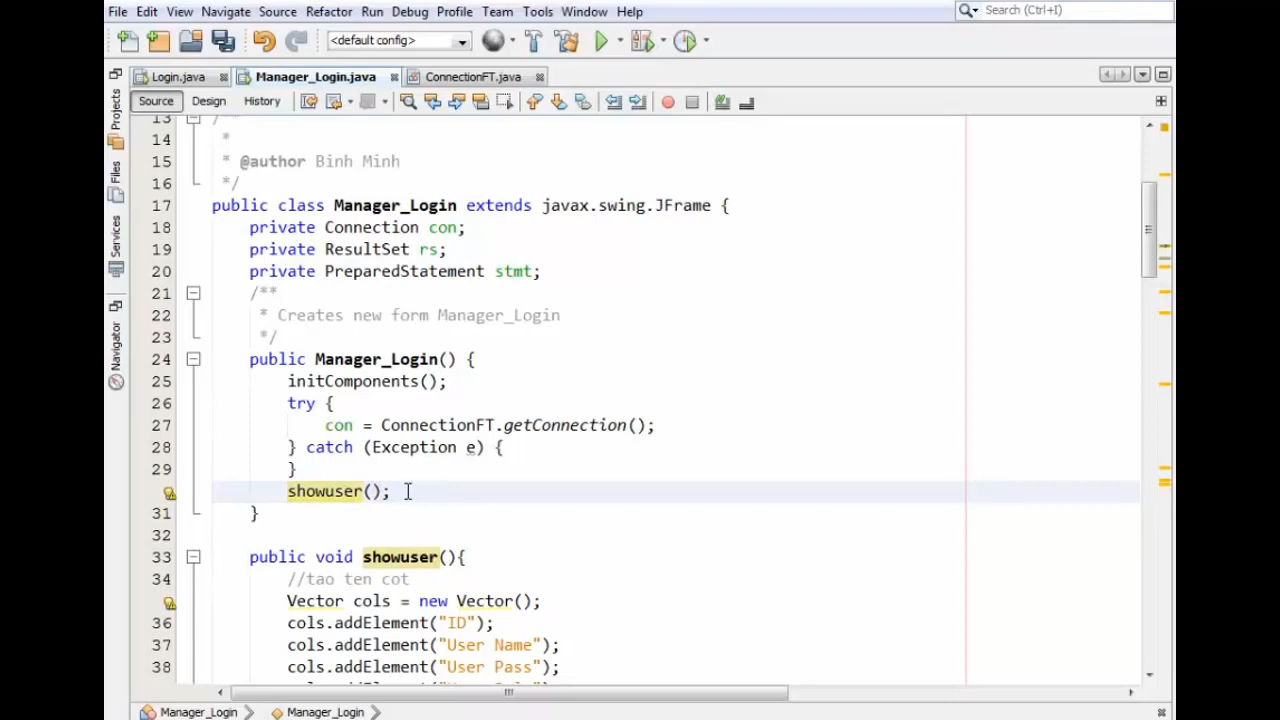 File Edit View Navigate Source Refactor Run Debug Profile Team Tools Window Help
Search (Ctrl+I)
<default config>
Login.java Manager_Login.java ConnectionFT.java
Source Design History
Projects
Files
Services
Navigator
13 /**
14 *
15 * @author Binh Minh
16 */
17 public class Manager_Login extends javax.swing.JFrame {
18 private Connection con;
19 private ResultSet rs;
20 private PreparedStatement stmt;
21 /**
22 * Creates new form Manager_Login
23 */
24 public Manager_Login() {
25 initComponents();
26 try {
27 con = ConnectionFT.getConnection();
28 } catch (Exception e) {
29 }
showuser();
31 }
32
33 public void showuser(){
34 //tao ten cot
Vector cols = new Vector();
36 cols.addElement("ID");
37 cols.addElement("User Name");
38 cols.addElement("User Pass");
Manager_Login Manager_Login